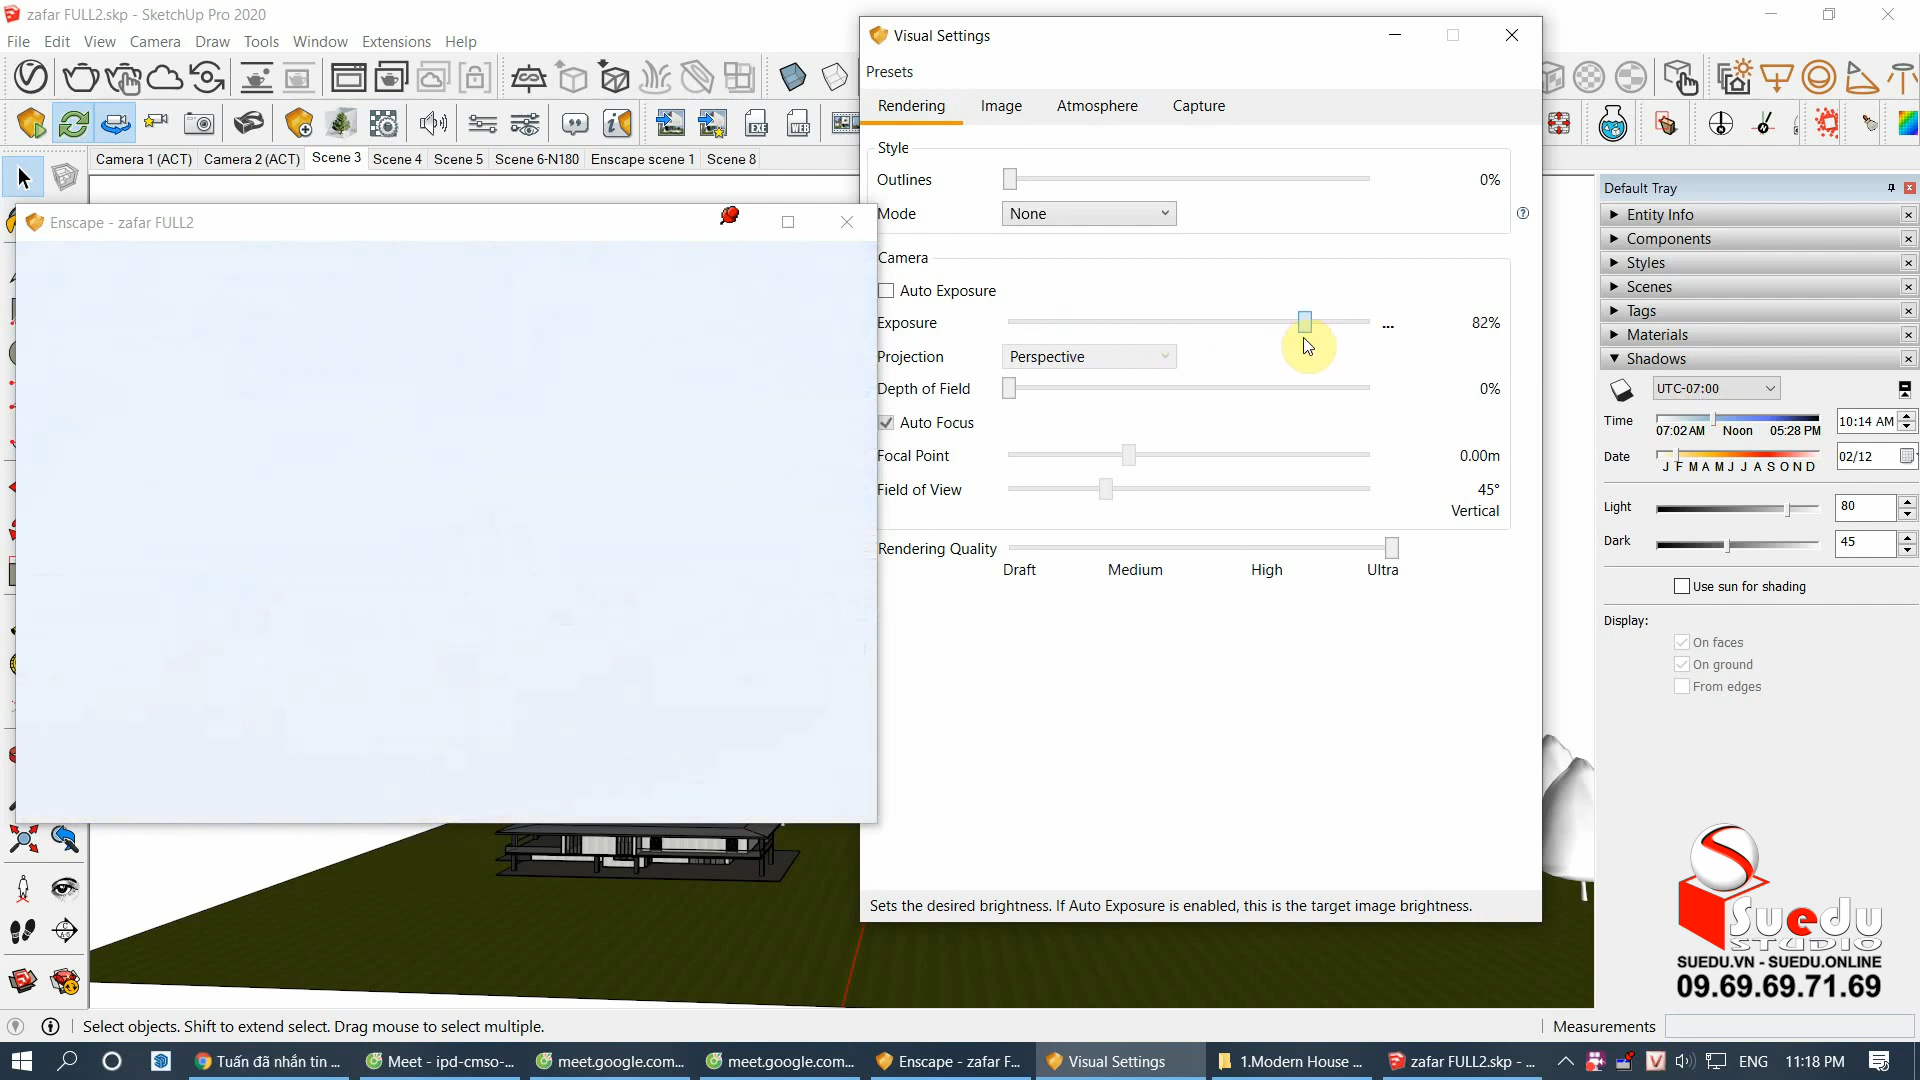 zafar FULL2.skp - SketchUp Pro 2020
File Edit View Camera Draw Tools Window Extensions Help
Camera 1 (ACT) Camera 2 (ACT) Scene 3 Scene 4 Scene 5 Scene 6-N180 Enscape scene 1 Scene 8
EXE
WEB
Enscape - zafar FULL2
Visual Settings
Presets
Rendering Image Atmosphere Capture
Style
Outlines 0%
Mode None
Camera
Auto Exposure
Exposure ... 82%
Projection Perspective
Depth of Field 0%
Auto Focus
Focal Point 0.00m
Field of View 45°
Vertical
Rendering Quality
Draft Medium High Ultra
Sets the desired brightness. If Auto Exposure is enabled, this is the target image brightness.
Default Tray
Entity Info
Components
Styles
Scenes
Tags
Materials
Shadows
UTC-07:00
Time 10:14 AM
07:02 AM Noon 05:28 PM
Date 02/12
J F M A M J J A S O N D
Light 80
Dark 45
Use sun for shading
Display:
On faces
On ground
From edges
Suedu
STUDIO
SUEDU.VN - SUEDU.ONLINE
09.69.69.71.69
Select objects. Shift to extend select. Drag mouse to select multiple.
Measurements
Tuấn đã nhắn tin ...
Meet - ipd-cmso-...
meet.google.com...
meet.google.com...
Enscape - zafar F...
Visual Settings
1.Modern House ...
zafar FULL2.skp - ...
ENG
11:18 PM